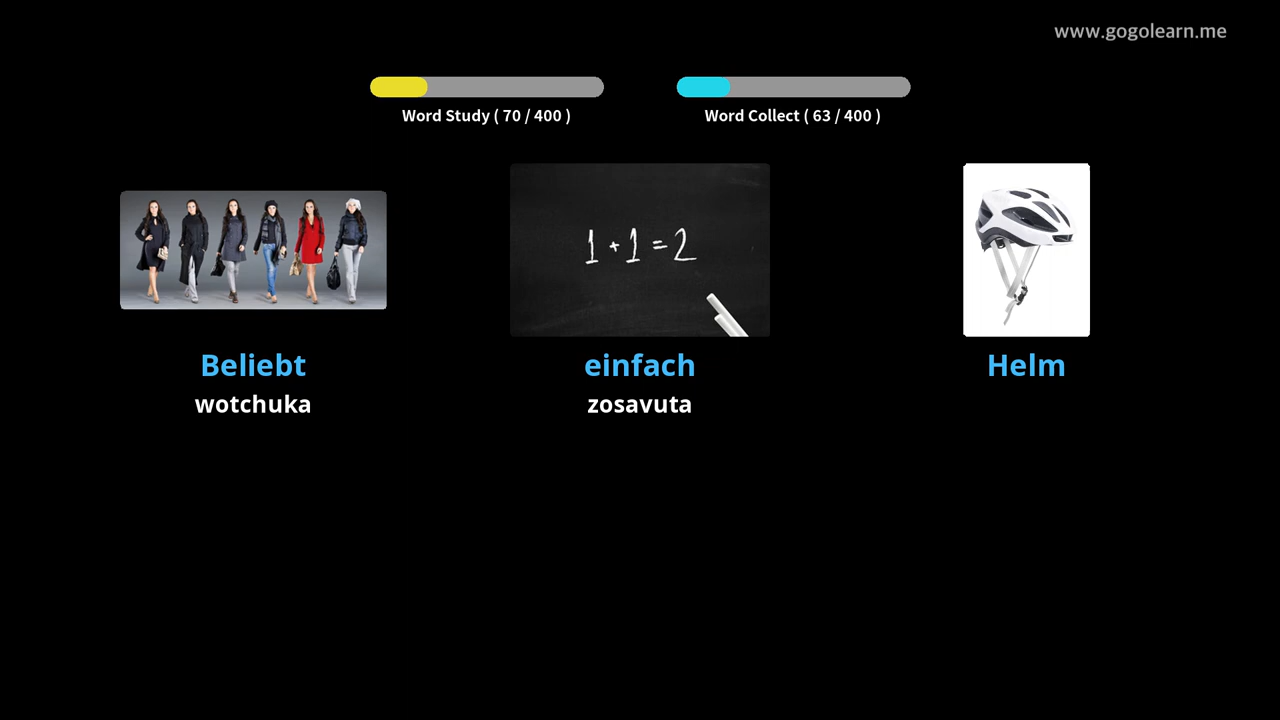 www.gogolearn.me
Word Study ( 70 / 400 )
Word Collect ( 63 / 400 )
1 + 1 = 2
Beliebt
wotchuka
einfach
zosavuta
Helm